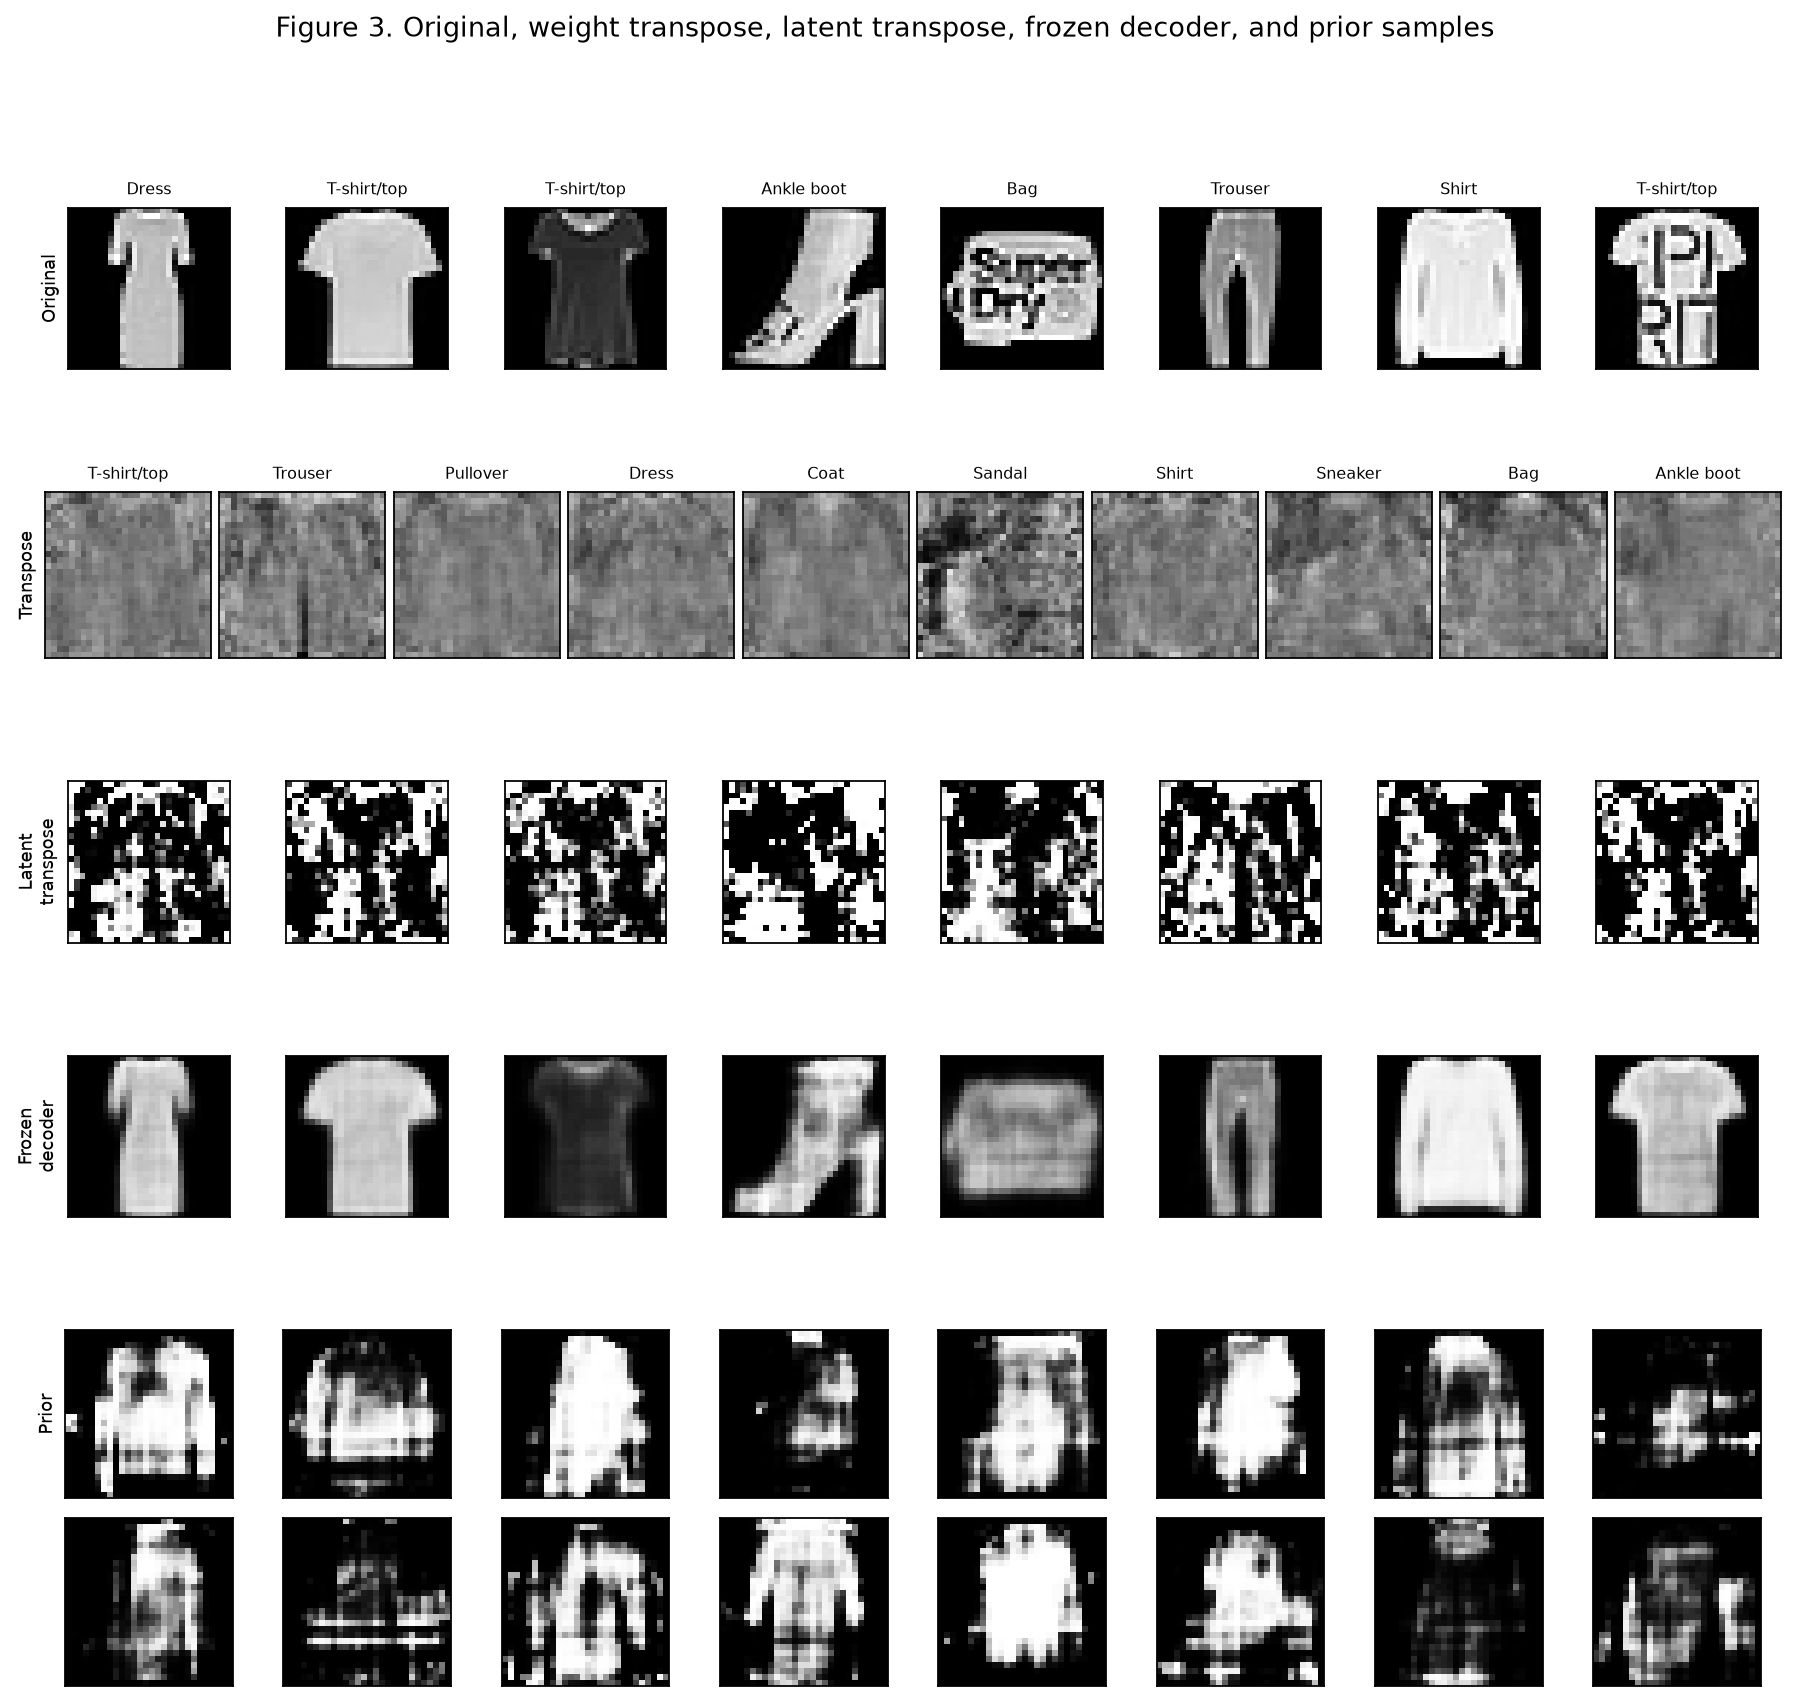 Figure 3. Original, weight transpose, latent transpose, frozen decoder, and prior samples
Dress T-shirt/top T-shirt/top Ankle boot Bag Trouser Shirt T-shirt/top
Original
Super
Dry
T-shirt/top Trouser Pullover Dress Coat Sandal Shirt Sneaker Bag Ankle boot
Transpose
Latent
transpose
Frozen
decoder
Prior